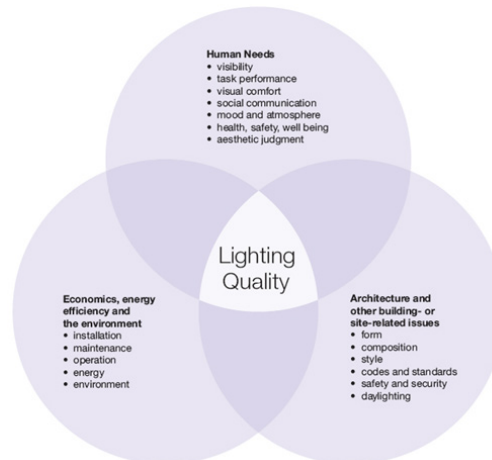 Human Needs
• visibility
• task performance
• visual comfort
• social communication
• mood and atmosphere
• health, safety, well being
• aesthetic judgment
Lighting
Quality
Economics, energy
efficiency and
the environment
• installation
• maintenance
• operation
• energy
• environment
Architecture and
other building- or
site-related issues
• form
• composition
• style
• codes and standards
• safety and security
• daylighting